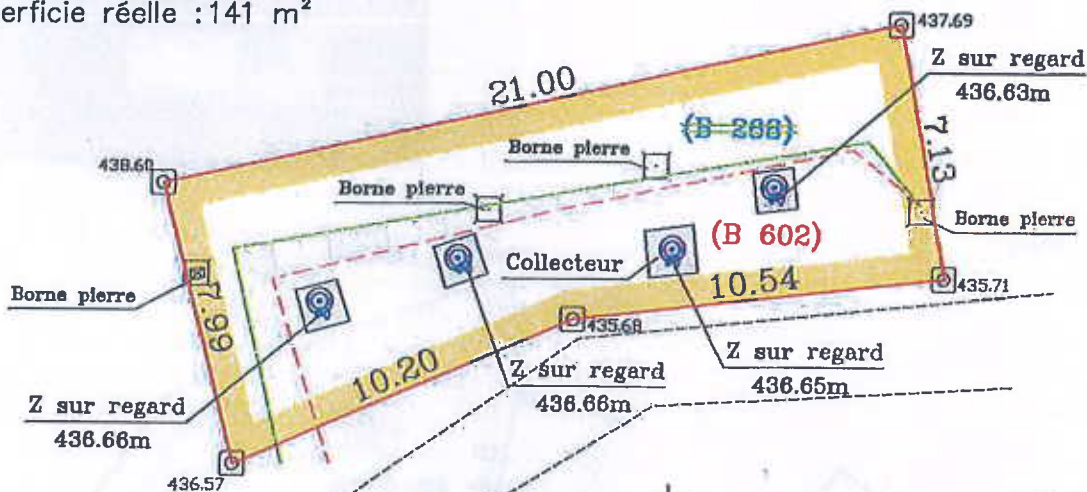 erficie réelle :141 m²
437.69
Z sur regard
436.63m
21.00
(B 268)
7.13
Borne pierre
438.60
Borne pierre
Borne pierre
(B 602)
Collecteur
10.54
435.71
Borne pierre
7.99
435.68
Z sur regard
436.65m
10.20
Z sur regard
436.66m
Z sur regard
436.66m
436.57